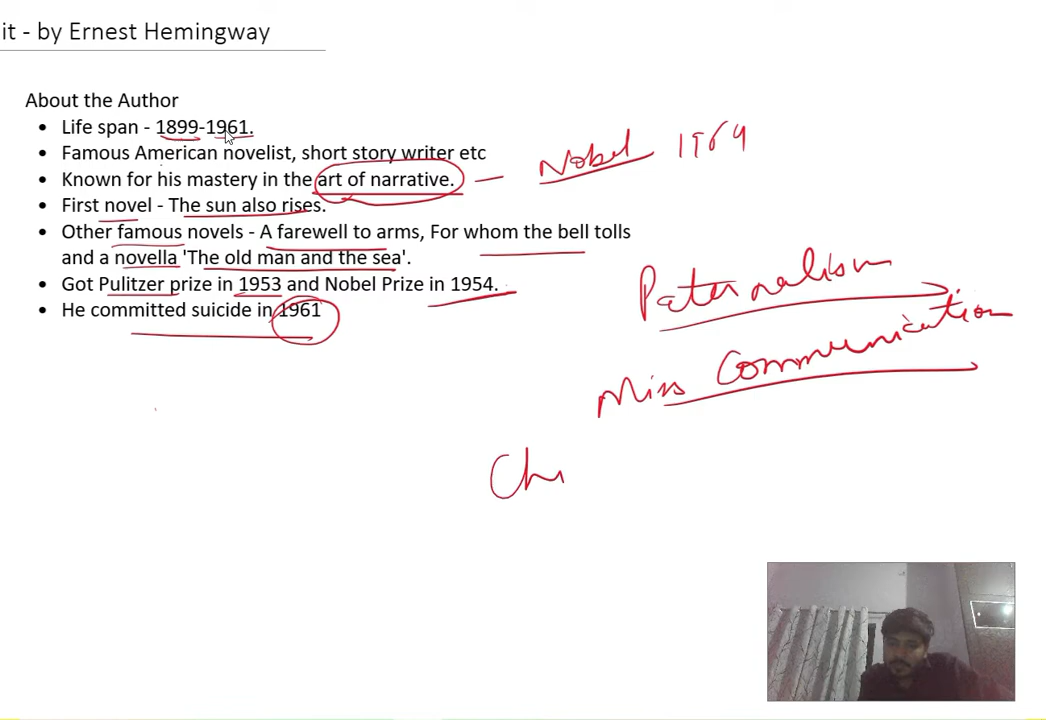 it - by Ernest Hemingway
About the Author
• Life span - 1899-1961.
• Famous American novelist, short story writer etc
• Known for his mastery in the art of narrative.
Nobel 1964
• First novel - The sun also rises.
• Other famous novels - A farewell to arms, For whom the bell tolls
and a novella 'The old man and the sea'.
• Got Pulitzer prize in 1953 and Nobel Prize in 1954.
• He committed suicide in 1961
Paternalism
Miss Communication